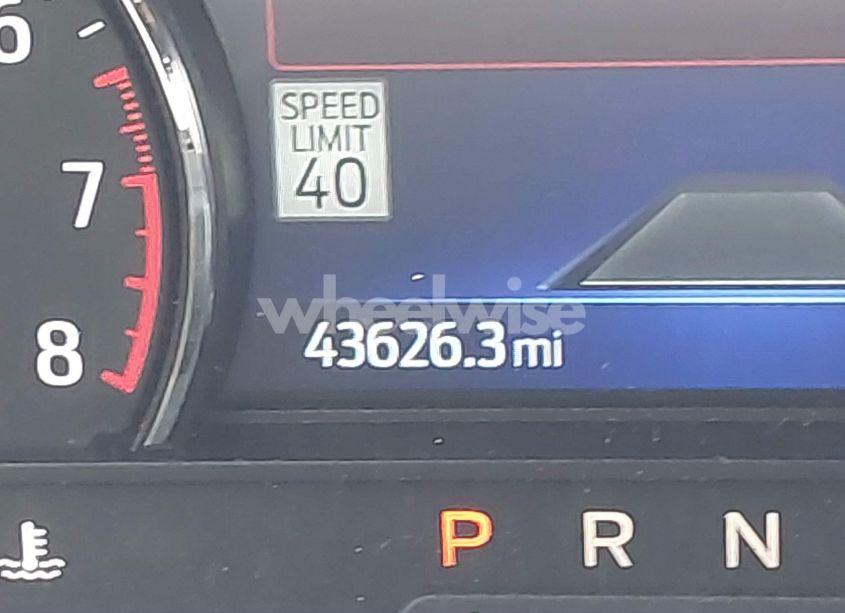 6
7
8
SPEED
LIMIT
40
wheelwise
43626.3 mi
P R N